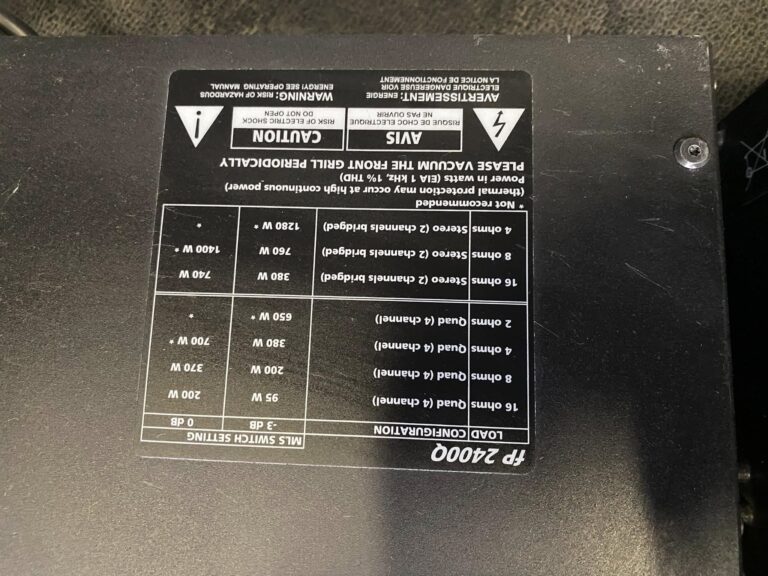 fP 2400Q
LOAD CONFIGURATION MLS SWITCH SETTING
-3 dB 0 dB
16 ohms Quad (4 channel) 95 W 200 W
8 ohms Quad (4 channel) 200 W 370 W
4 ohms Quad (4 channel) 380 W 700 W *
2 ohms Quad (4 channel) 650 W * *
16 ohms Stereo (2 channels bridged) 380 W 740 W
8 ohms Stereo (2 channels bridged) 760 W 1400 W *
4 ohms Stereo (2 channels bridged) 1280 W * *
* Not recommended
(thermal protection may occur at high continuous power)
Power in watts (EIA 1 kHz, 1% THD)
PLEASE VACUUM THE FRONT GRILL PERIODICALLY
CAUTION
RISK OF ELECTRIC SHOCK
DO NOT OPEN
AVIS
RISQUE DE CHOC ELECTRIQUE
NE PAS OUVRIR
WARNING: RISK OF HAZARDOUS
ENERGY! SEE OPERATING MANUAL
AVERTISSEMENT: ENERGIE
ELECTRIQUE DANGEREUSE VOIR
LA NOTICE DE FONCTIONNEMENT